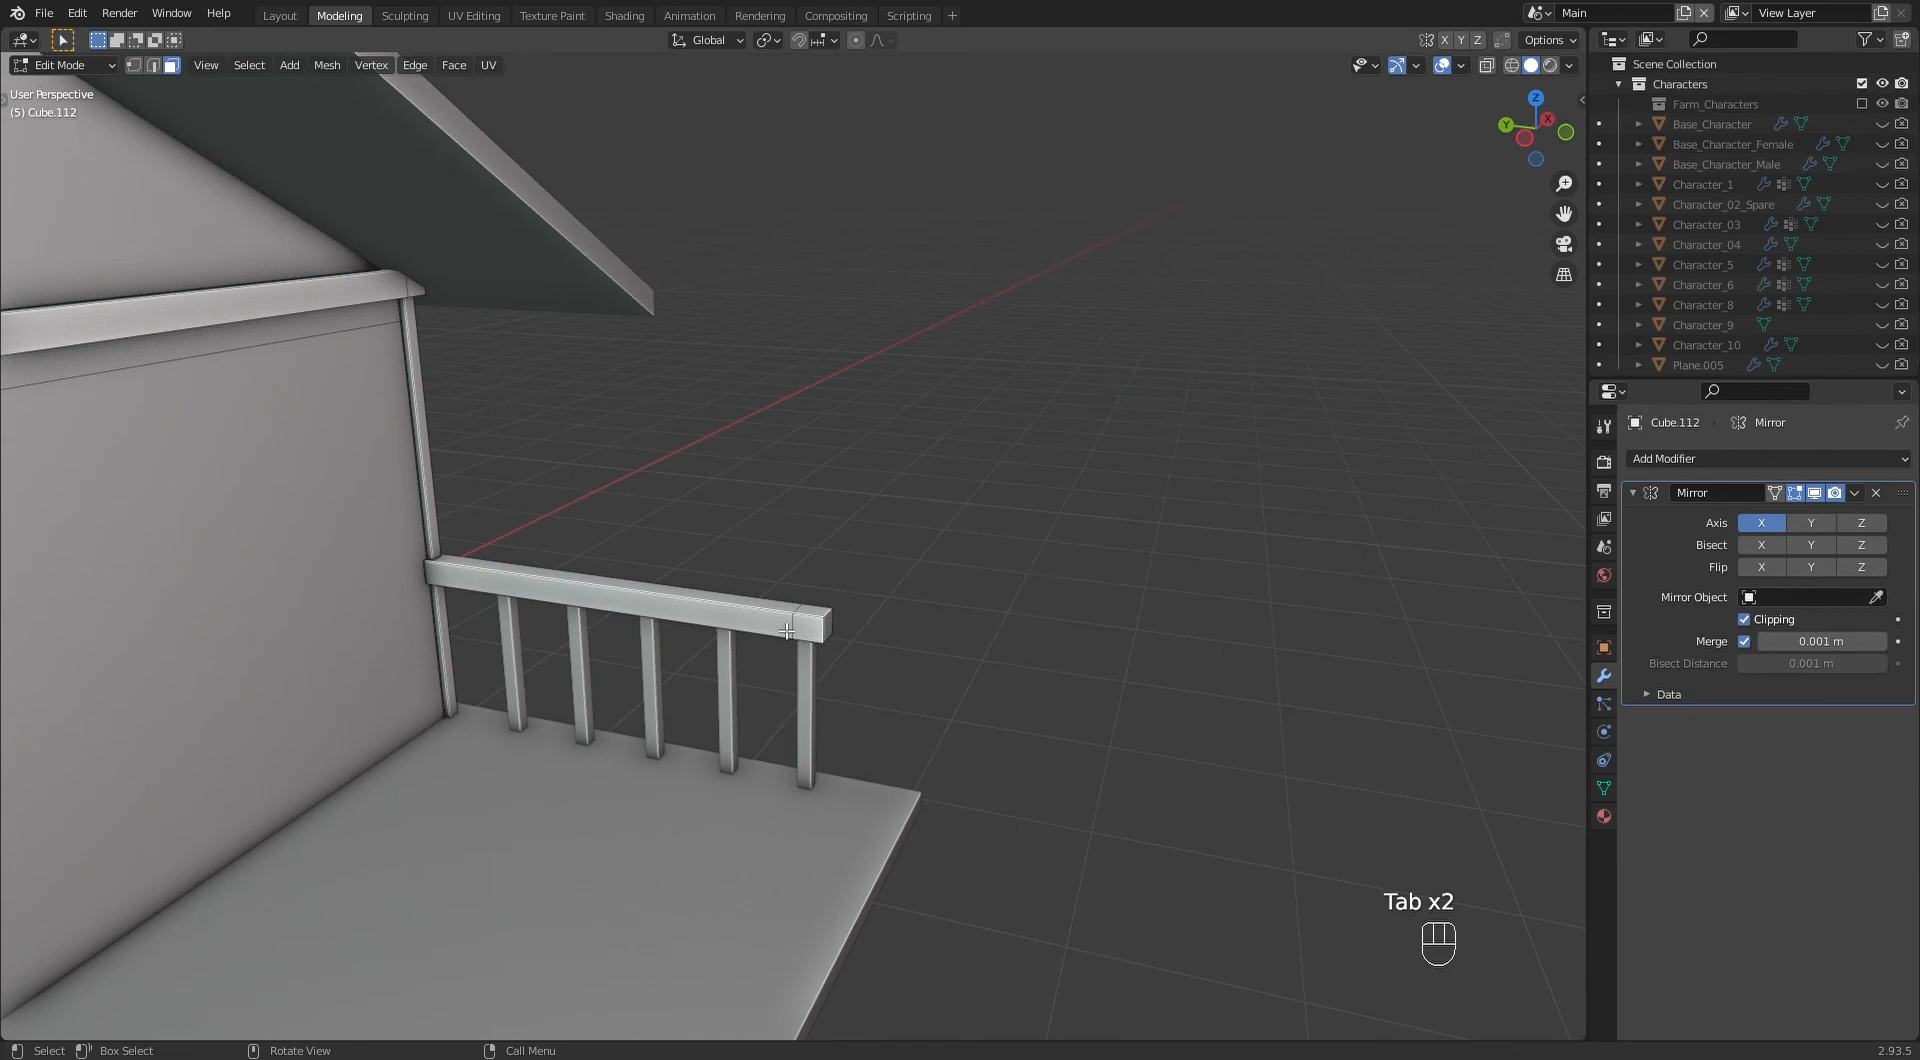 File Edit Render Window Help Layout Modeling Sculpting UV Editing Texture Paint Shading Animation Rendering Compositing Scripting + Main View Layer
Global X Y Z Options
Edit Mode View Select Add Mesh Vertex Edge Face UV
User Perspective
(5) Cube.112
Z
X
Y
Scene Collection
Characters
Farm_Characters
Base_Character
Base_Character_Female
Base_Character_Male
Character_1
Character_02_Spare
Character_03
Character_04
Character_5
Character_6
Character_8
Character_9
Character_10
Plane.005
Cube.112 Mirror
Add Modifier
Mirror
Axis X Y Z
Bisect X Y Z
Flip X Y Z
Mirror Object
Clipping
Merge 0.001 m
Bisect Distance 0.001 m
Data
Tab x2
Select Box Select Rotate View Call Menu 2.93.5